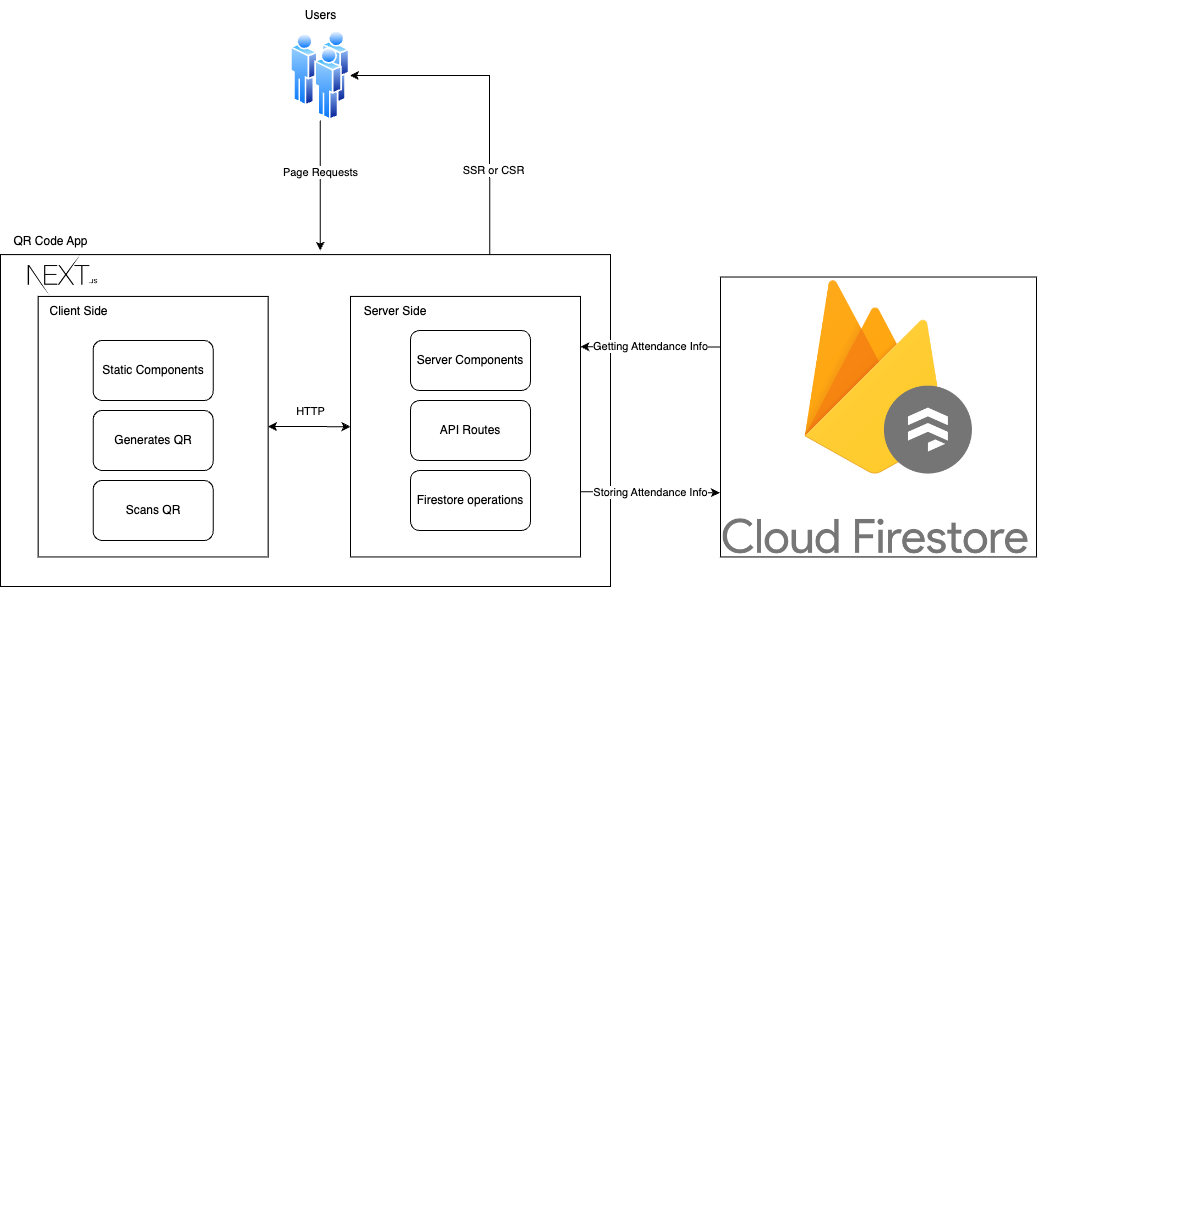 Users
Page Requests
SSR or CSR
QR Code App
NEXT.JS
Client Side
Static Components
Generates QR
Scans QR
HTTP
Server Side
Server Components
API Routes
Firestore operations
Getting Attendance Info
Storing Attendance Info
Cloud Firestore